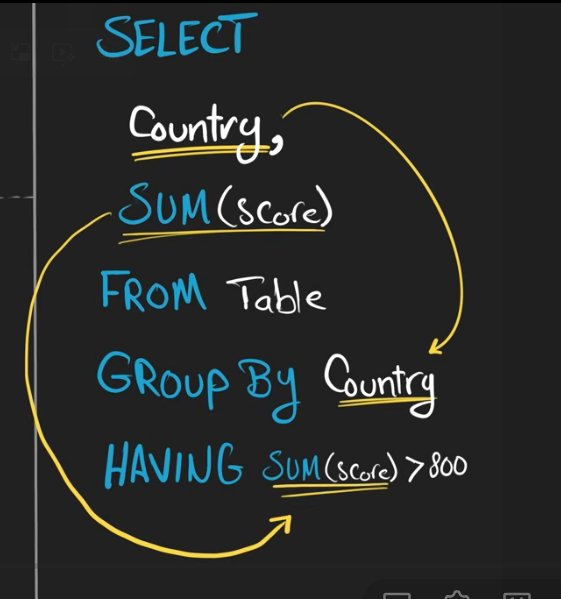 SELECT
Country,
SUM(Score)
FROM Table
GROUP By Country
HAVING SUM(Score) >800